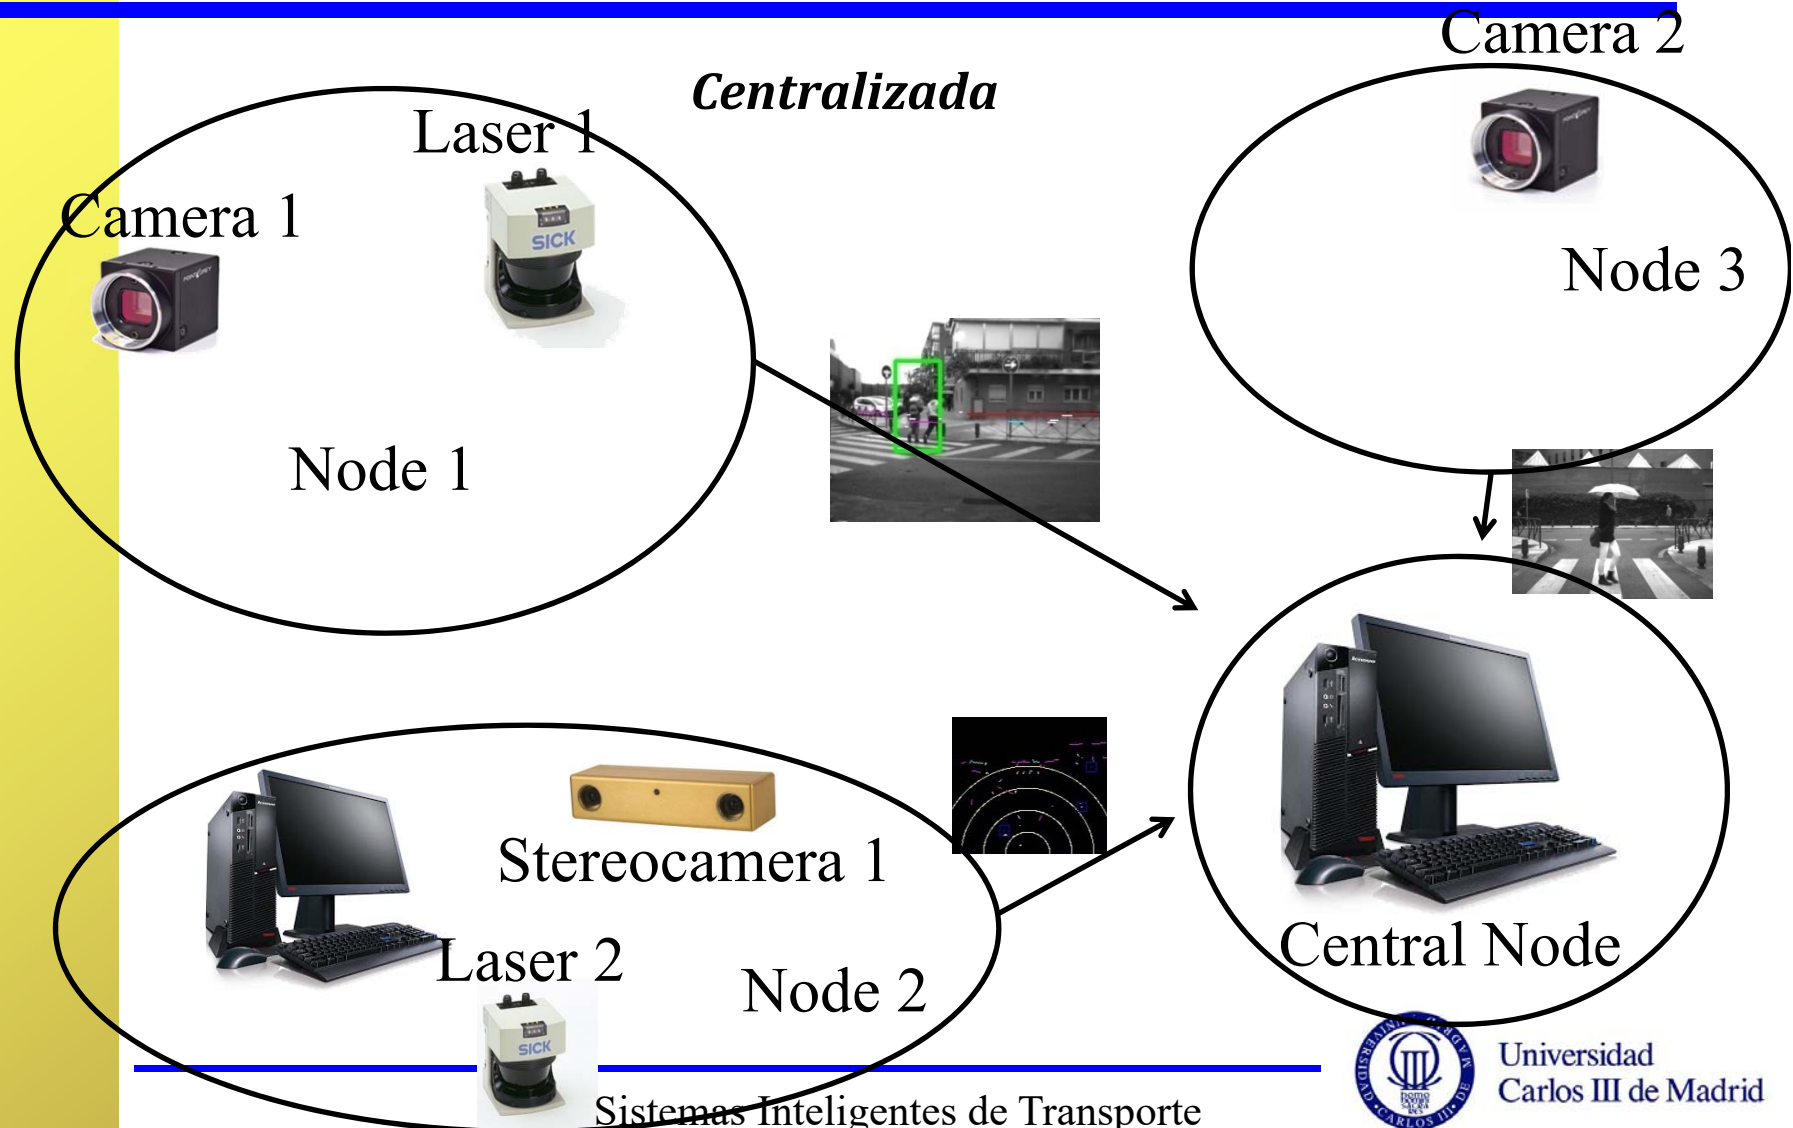 Camera 2
Centralizada
Laser 1
Camera 1
SICK
Node 3
Node 1
Stereocamera 1
Laser 2
Node 2
SICK
Central Node
Universidad
Carlos III de Madrid
Sistemas Inteligentes de Transporte